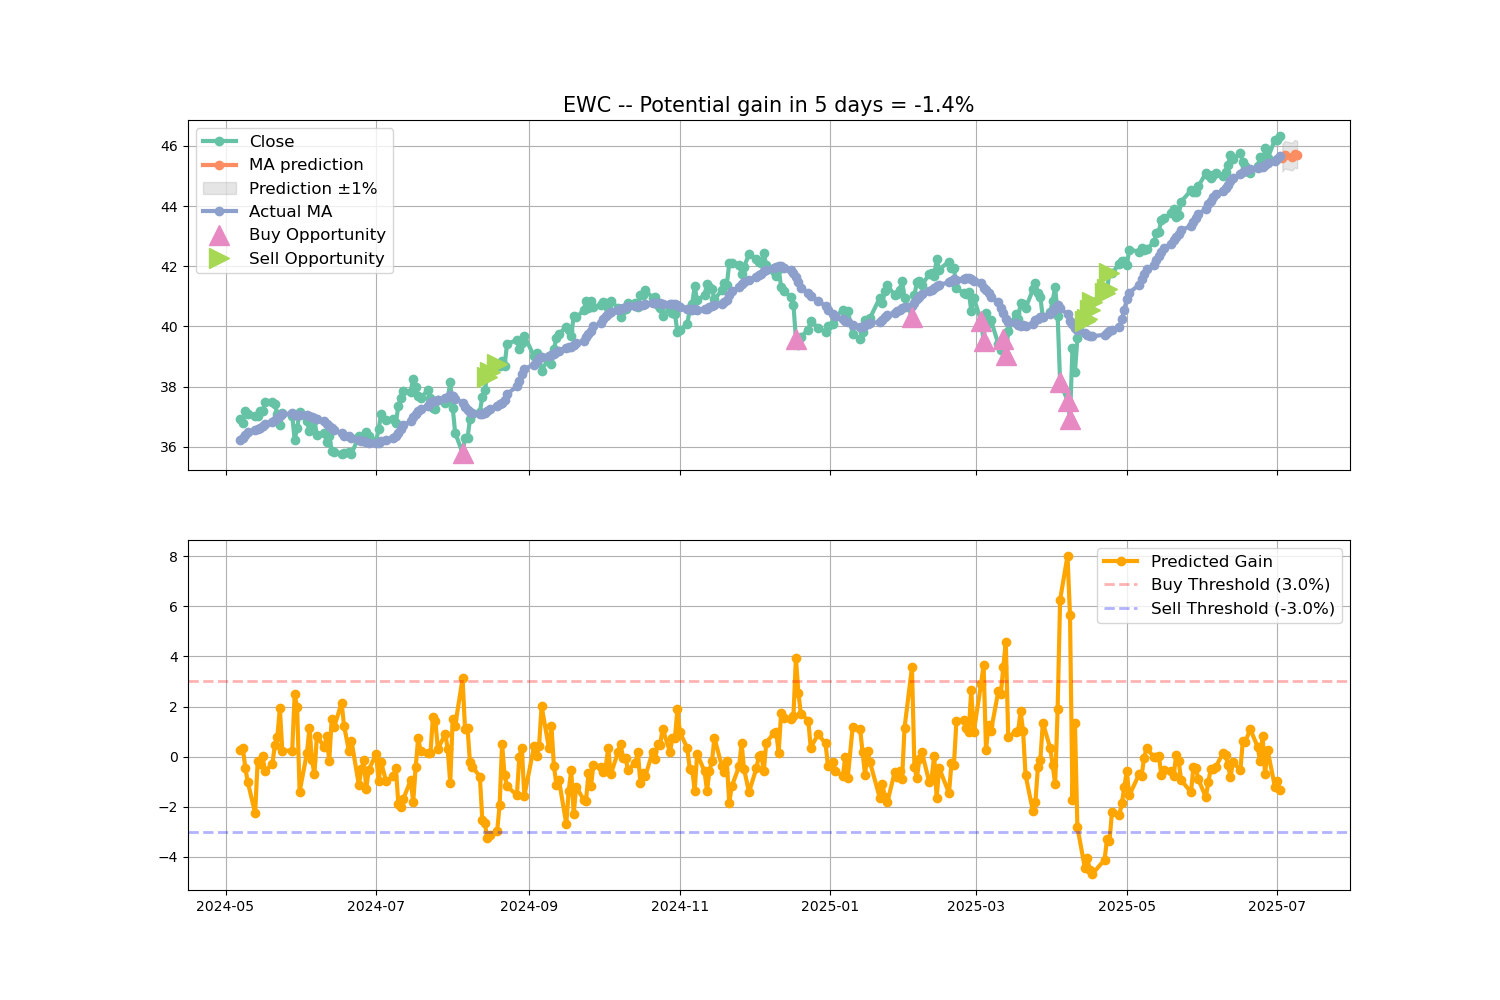 EWC -- Potential gain in 5 days = -1.4%
Close
MA prediction
Prediction ±1%
Actual MA
Buy Opportunity
Sell Opportunity
46
44
42
40
38
36
Predicted Gain
Buy Threshold (3.0%)
Sell Threshold (-3.0%)
8
6
4
2
0
−2
−4
2024-05 2024-07 2024-09 2024-11 2025-01 2025-03 2025-05 2025-07